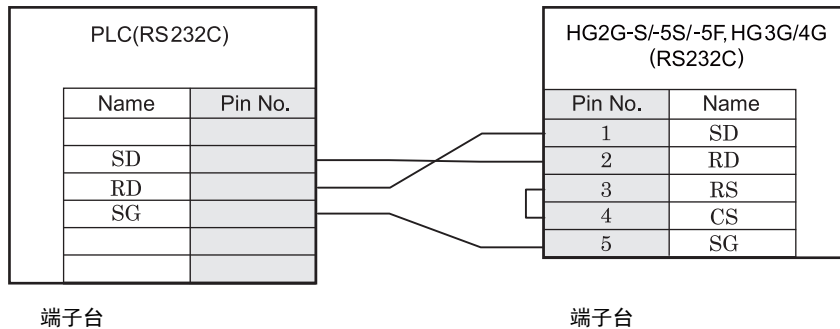 PLC(RS232C)
Name Pin No.
SD
RD
SG
端子台
HG2G-S/-5S/-5F, HG3G/4G
(RS232C)
Pin No. Name
1 SD
2 RD
3 RS
4 CS
5 SG
端子台